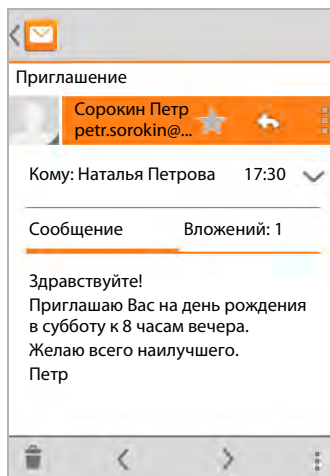 Приглашение
Сорокин Петр
petr.sorokin@...
Кому: Наталья Петрова 17:30
Сообщение Вложений: 1
Здравствуйте!
Приглашаю Вас на день рождения
в субботу к 8 часам вечера.
Желаю всего наилучшего.
Петр